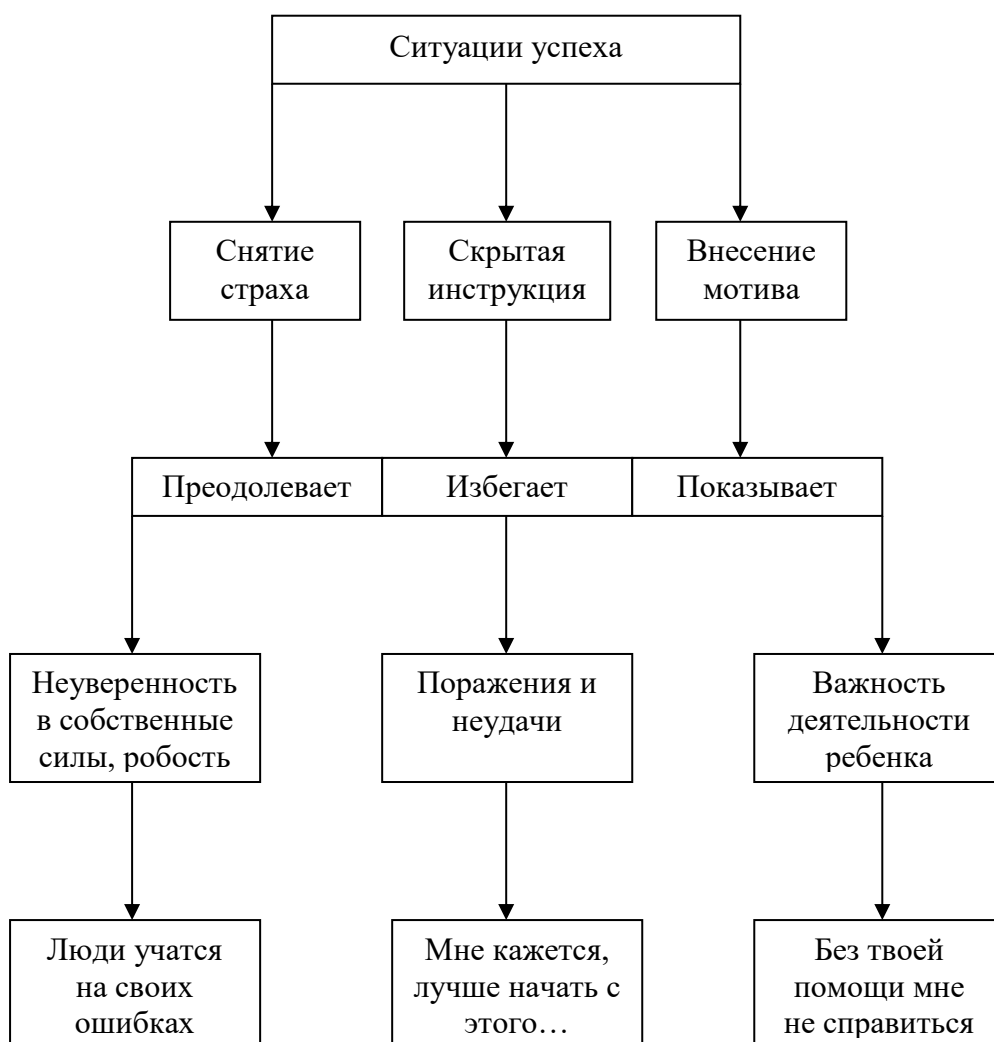 Ситуации успеха
Снятие
страха
Скрытая
инструкция
Внесение
мотива
Преодолевает
Избегает
Показывает
Неуверенность
в собственные
силы, робость
Поражения и
неудачи
Важность
деятельности
ребенка
Люди учатся
на своих
ошибках
Мне кажется,
лучше начать с
этого…
Без твоей
помощи мне
не справиться